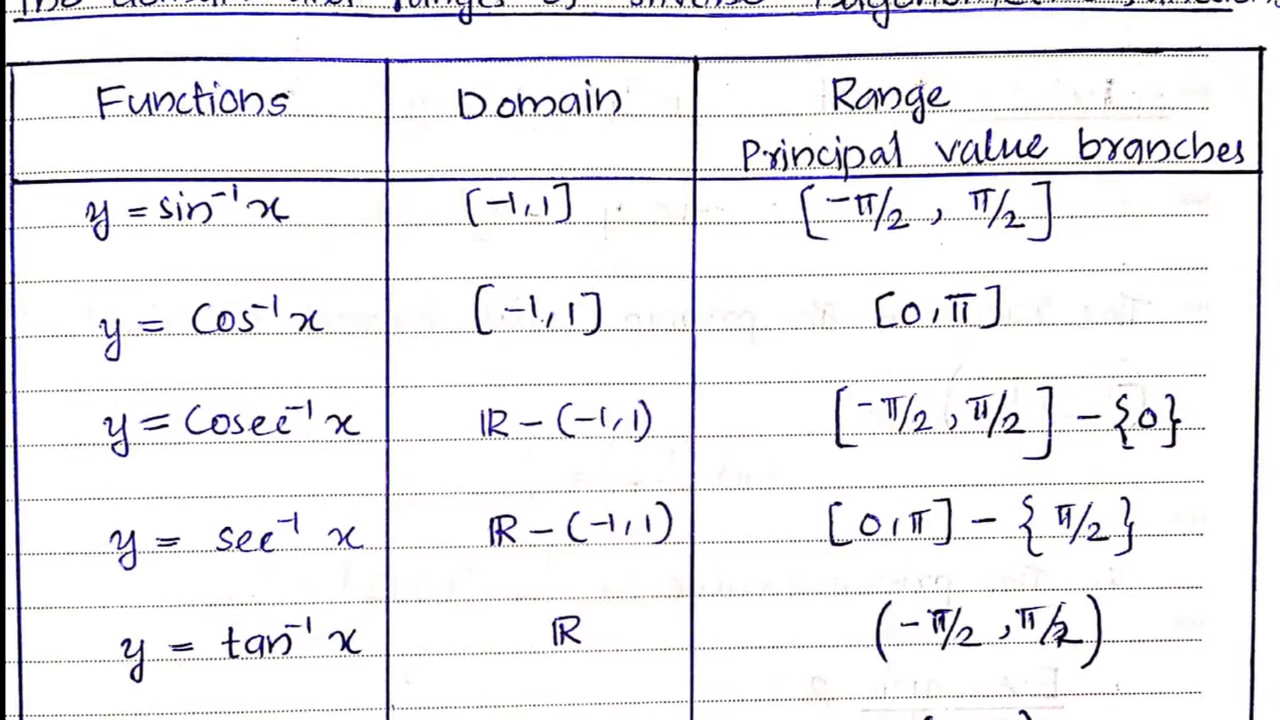 Functions Domain Range
Principal value branches
y = sin⁻¹x [-1,1] [-π/2, π/2]
y = Cos⁻¹x [-1,1] [0,π]
y = Cosec⁻¹x ℝ-(-1,1) [-π/2, π/2] - {0}
y = sec⁻¹ x ℝ-(-1,1) [0,π] - {π/2}
y = tan⁻¹ x ℝ (-π/2, π/2)